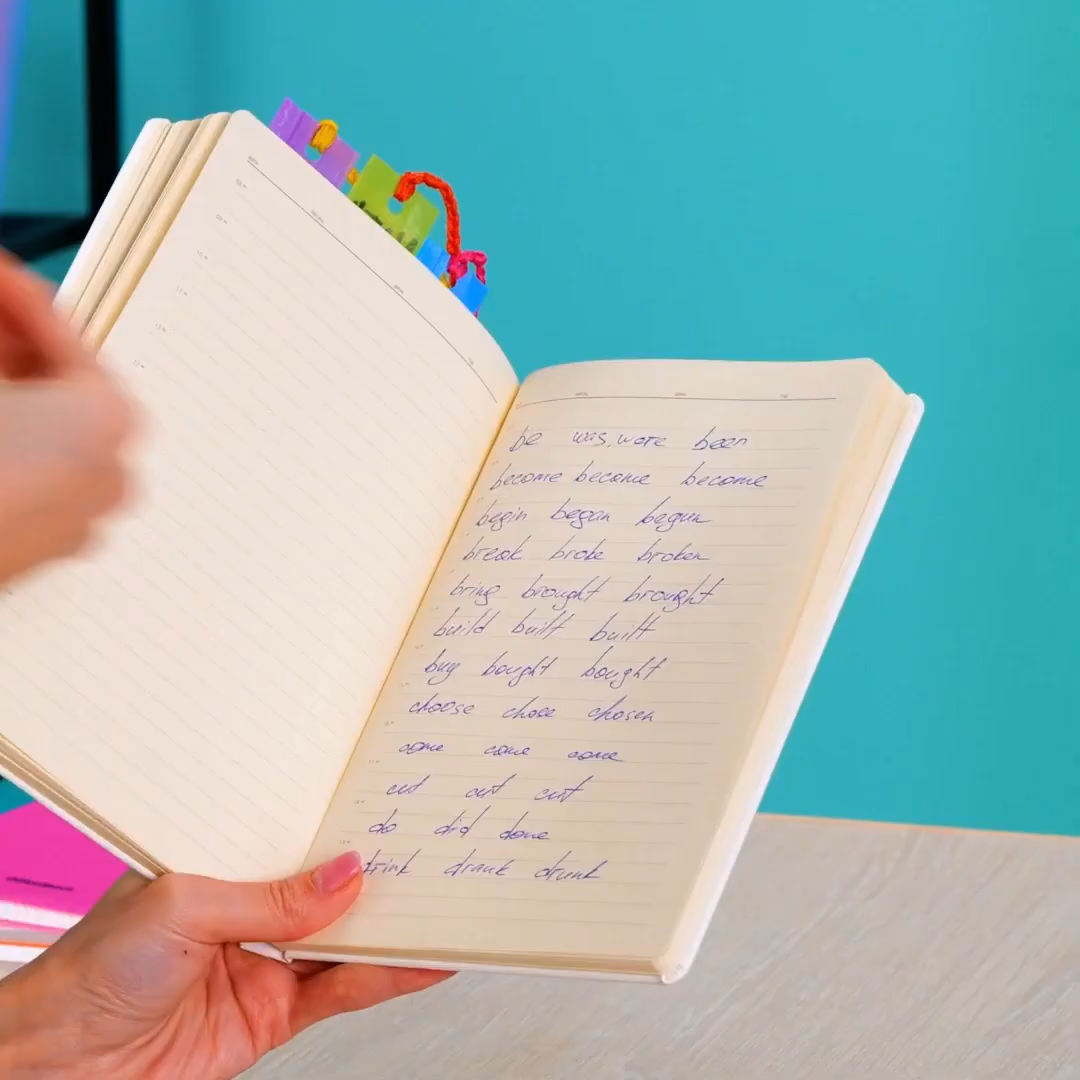 be was, were been
become became become
begin began begun
break broke broken
bring brought brought
build built built
buy bought bought
choose chose chosen
come came come
cut cut cut
do did done
drink drank drunk